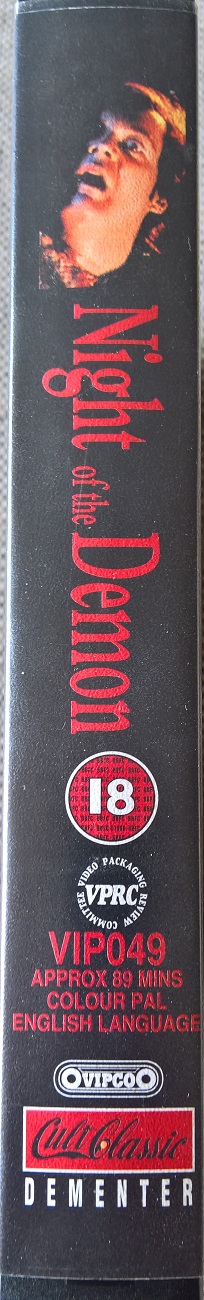 Night of the Demon
18
VIDEO PACKAGING REVIEW COMMITTEE
VPRC
VIP049
APPROX 89 MINS
COLOUR PAL
ENGLISH LANGUAGE
VIPCO
Cult Classic
DEMENTER